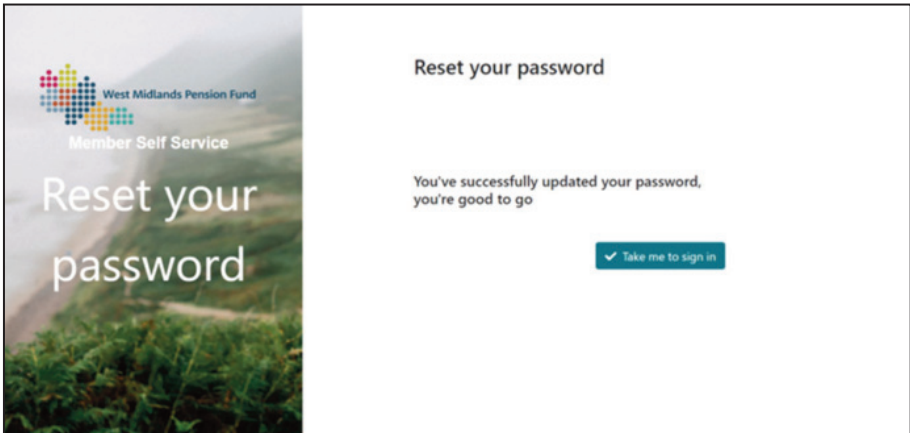 West Midlands Pension Fund
Member Self Service
Reset your
password
Reset your password
You've successfully updated your password,
you're good to go
Take me to sign in